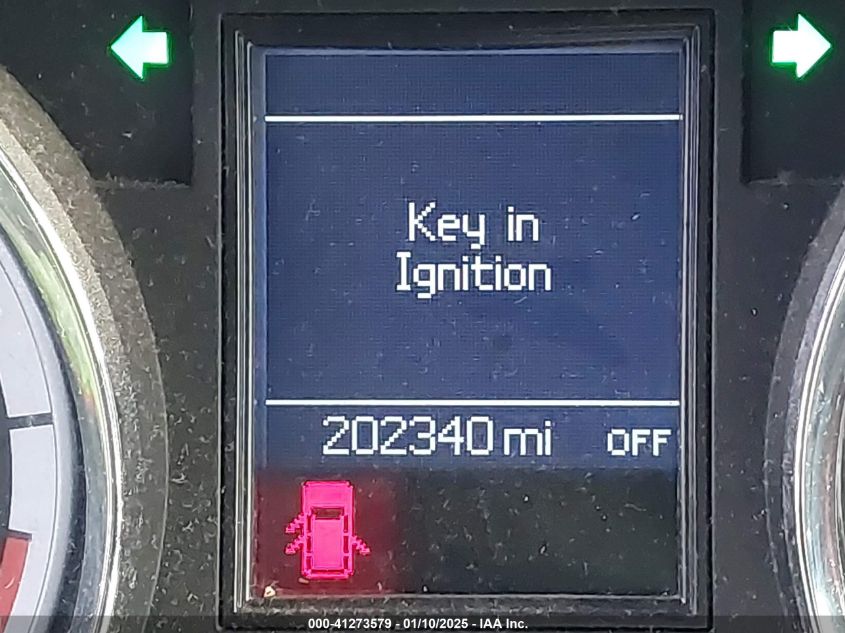 Key in
Ignition
202340 mi OFF
000-41273579 - 01/10/2025 - IAA Inc.